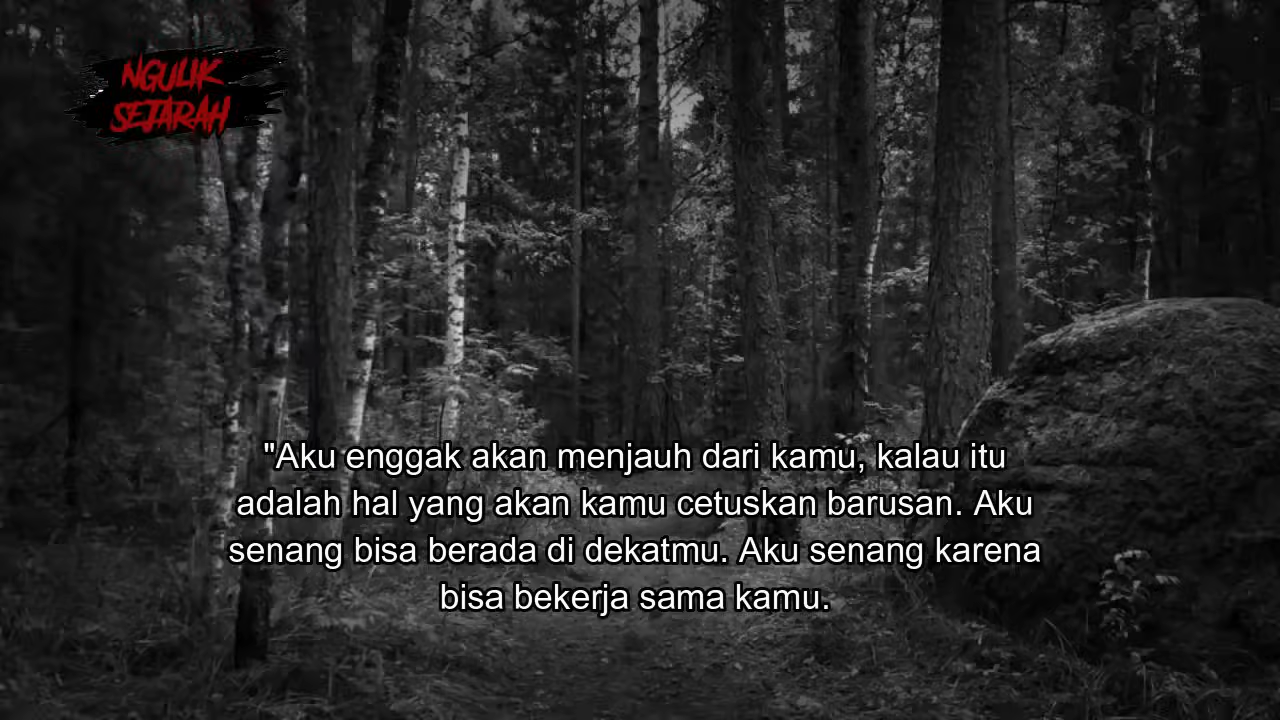 NGULIK
SEJARAH
"Aku enggak akan menjauh dari kamu, kalau itu
adalah hal yang akan kamu cetuskan barusan. Aku
senang bisa berada di dekatmu. Aku senang karena
bisa bekerja sama kamu.